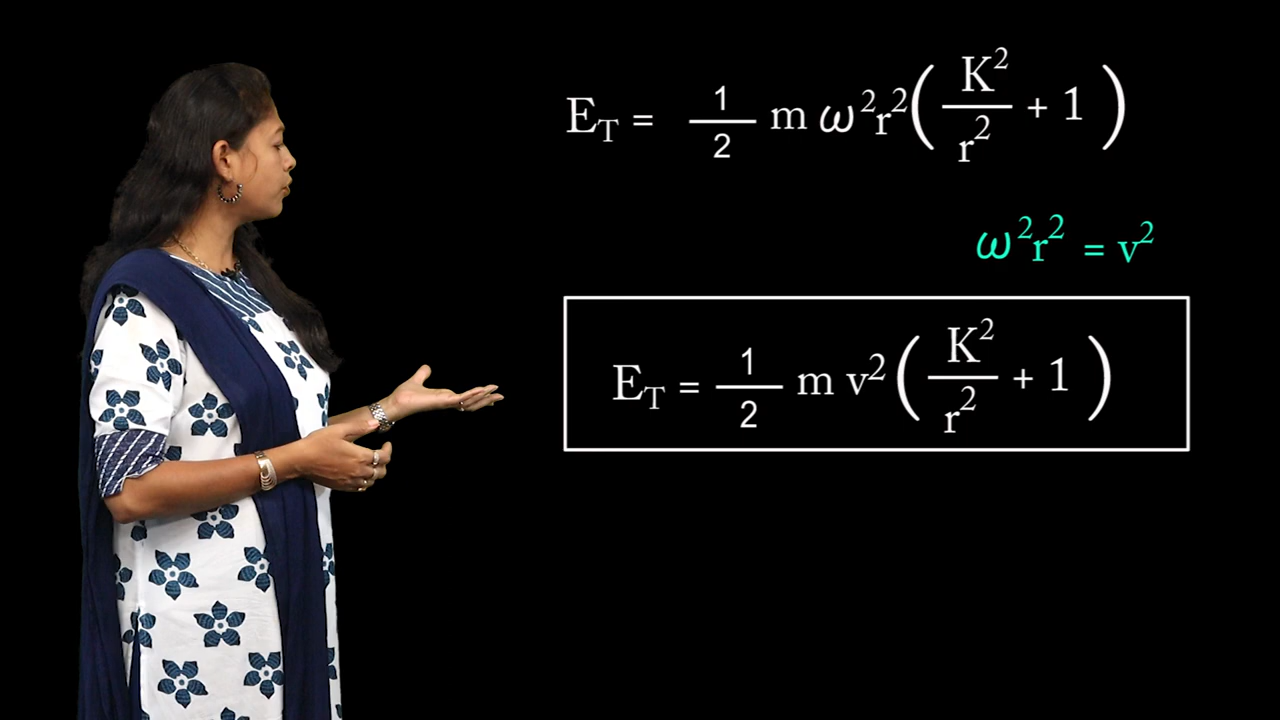 E_T = 1/2 m ω²r² ( K²/r² + 1 )
ω²r² = v²
E_T = 1/2 m v² ( K²/r² + 1 )